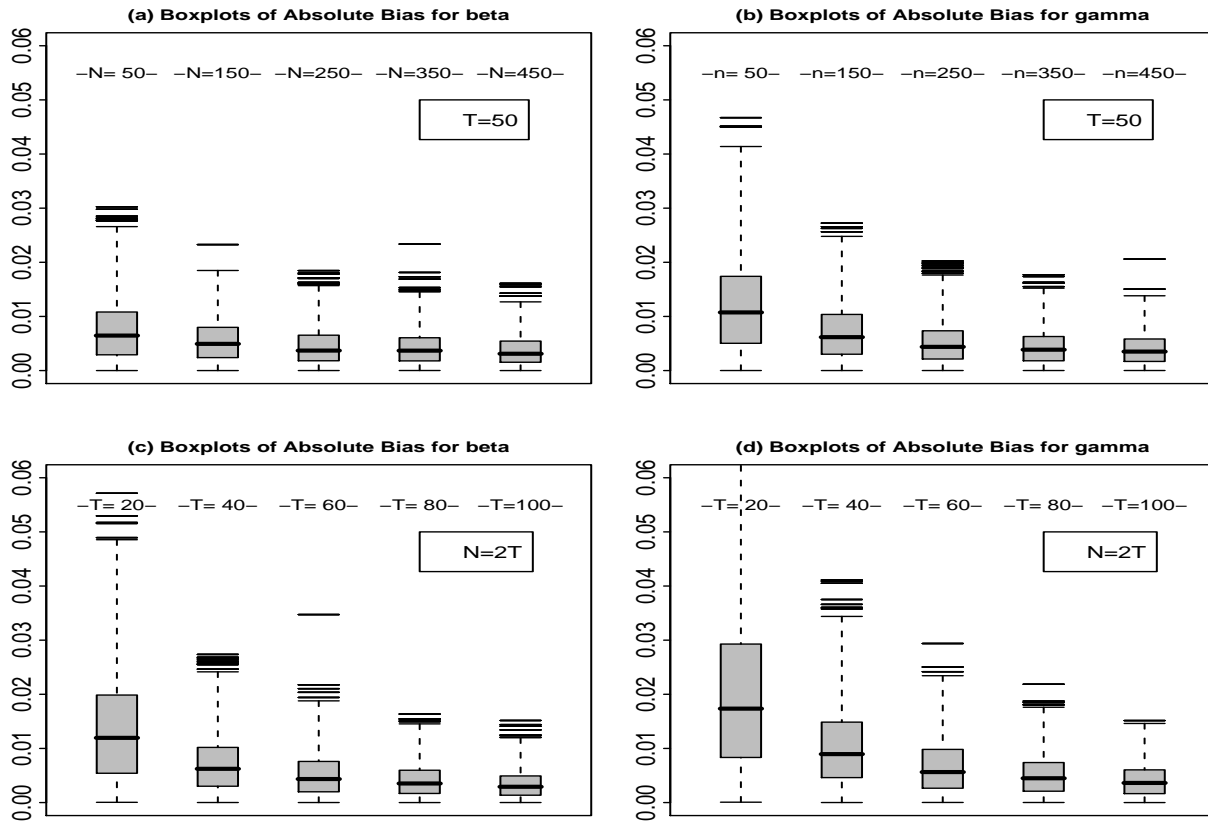 (a) Boxplots of Absolute Bias for beta
0.06
0.05
0.04
0.03
0.02
0.01
0.00
–N= 50– –N=150– –N=250– –N=350– –N=450–
T=50
(b) Boxplots of Absolute Bias for gamma
0.06
0.05
0.04
0.03
0.02
0.01
0.00
–n= 50– –n=150– –n=250– –n=350– –n=450–
T=50
(c) Boxplots of Absolute Bias for beta
0.06
0.05
0.04
0.03
0.02
0.01
0.00
–T= 20– –T= 40– –T= 60– –T= 80– –T=100–
N=2T
(d) Boxplots of Absolute Bias for gamma
0.06
0.05
0.04
0.03
0.02
0.01
0.00
–T= 20– –T= 40– –T= 60– –T= 80– –T=100–
N=2T